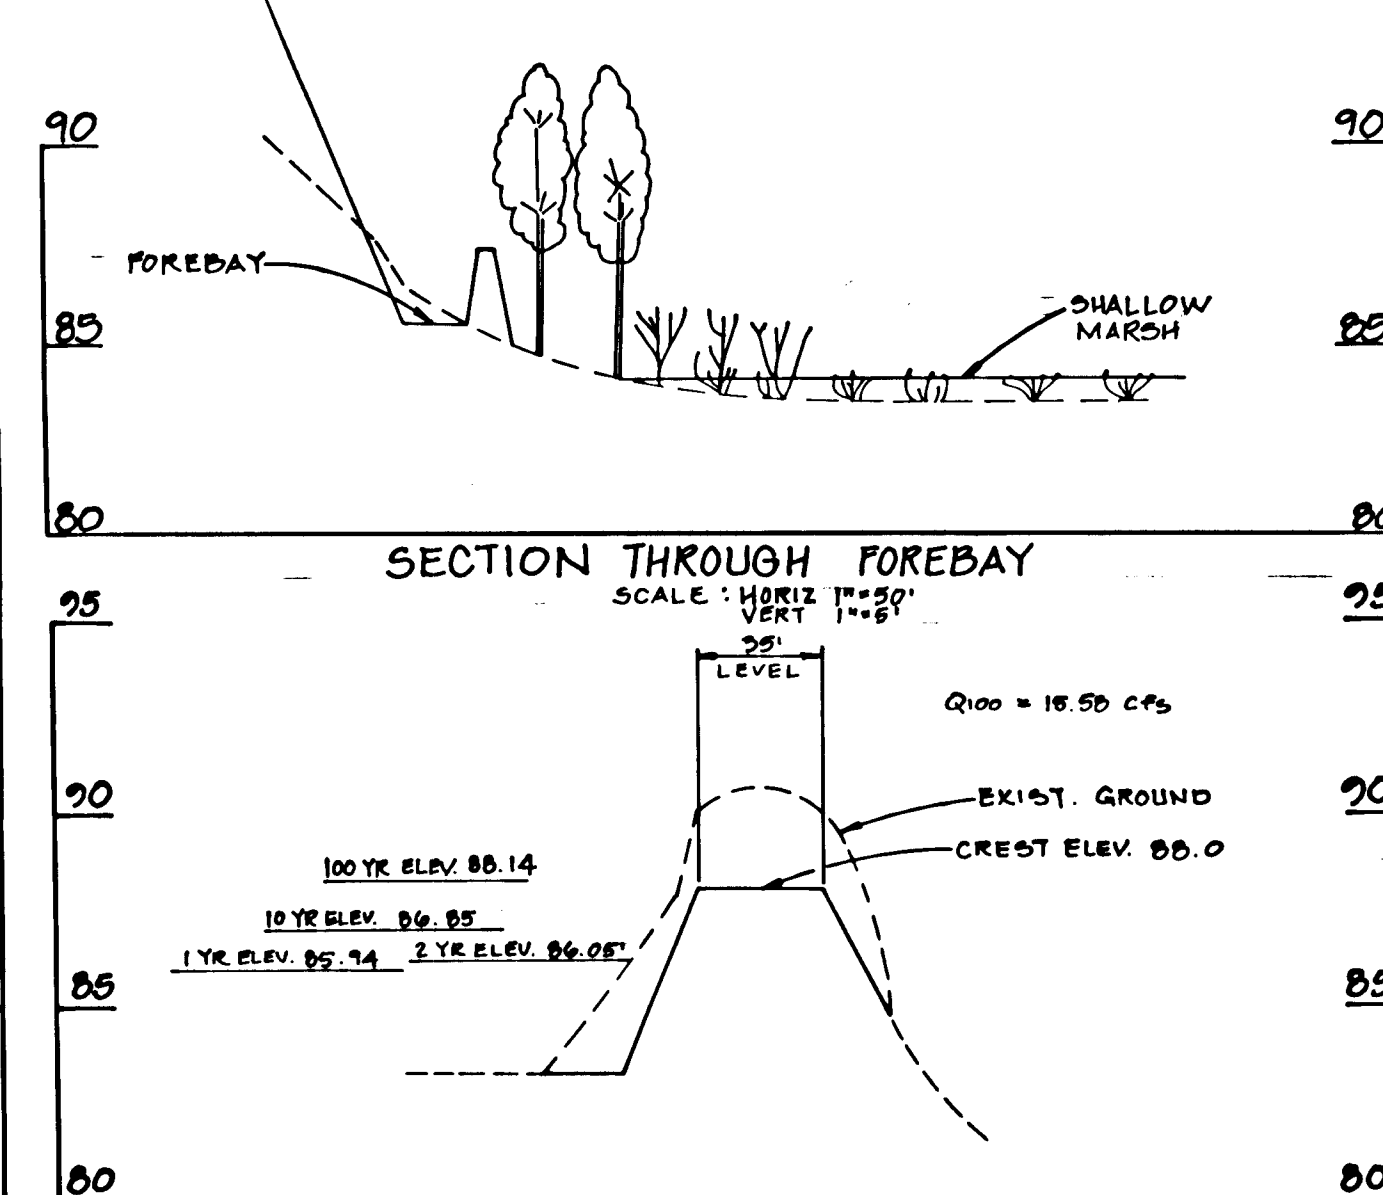 90
90
FOREBAY
SHALLOW
MARSH
85
85
80
80
SECTION THROUGH FOREBAY
SCALE : HORIZ 1"=50'
VERT 1"=5'
95
95
35'
LEVEL
Q100 = 15.58 cfs
90
90
EXIST. GROUND
CREST ELEV. 88.0
100 YR ELEV. 88.14
10 YR ELEV. 86.85
1 YR ELEV. 85.94
2 YR ELEV. 86.05'
85
85
80
80